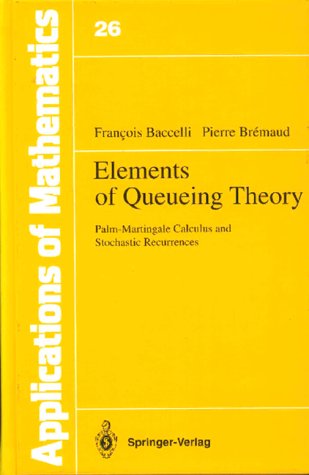 Applications of Mathematics
26
François Baccelli Pierre Brémaud
Elements
of Queueing Theory
Palm-Martingale Calculus and
Stochastic Recurrences
Springer-Verlag